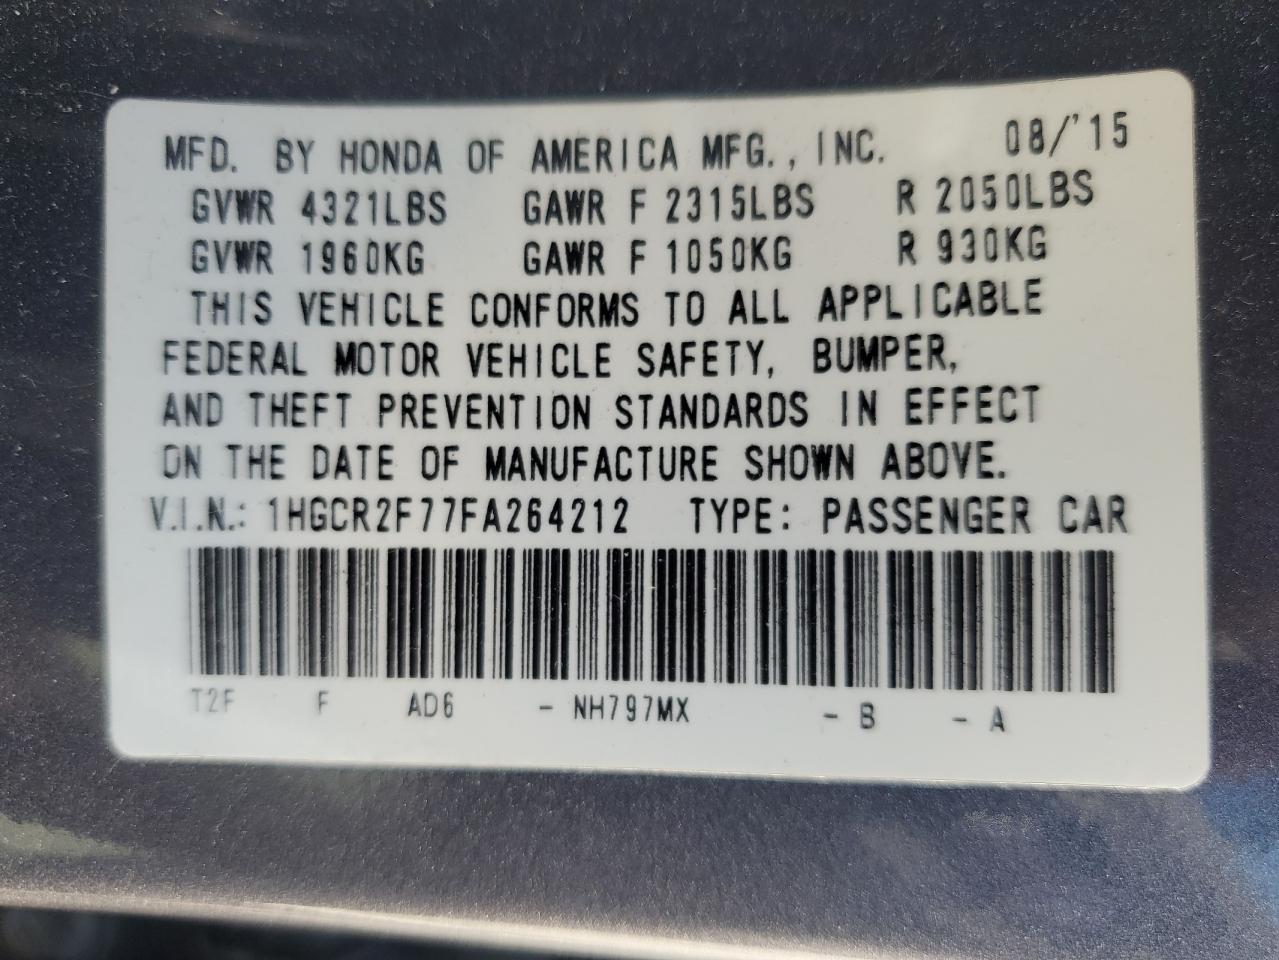 MFD. BY HONDA OF AMERICA MFG., INC. 08/'15
GVWR 4321LBS GAWR F 2315LBS R 2050LBS
GVWR 1960KG GAWR F 1050KG R 930KG
THIS VEHICLE CONFORMS TO ALL APPLICABLE
FEDERAL MOTOR VEHICLE SAFETY, BUMPER,
AND THEFT PREVENTION STANDARDS IN EFFECT
ON THE DATE OF MANUFACTURE SHOWN ABOVE.
V.I.N.: 1HGCR2F77FA264212 TYPE: PASSENGER CAR
T2F F AD6 - NH797MX - B - A